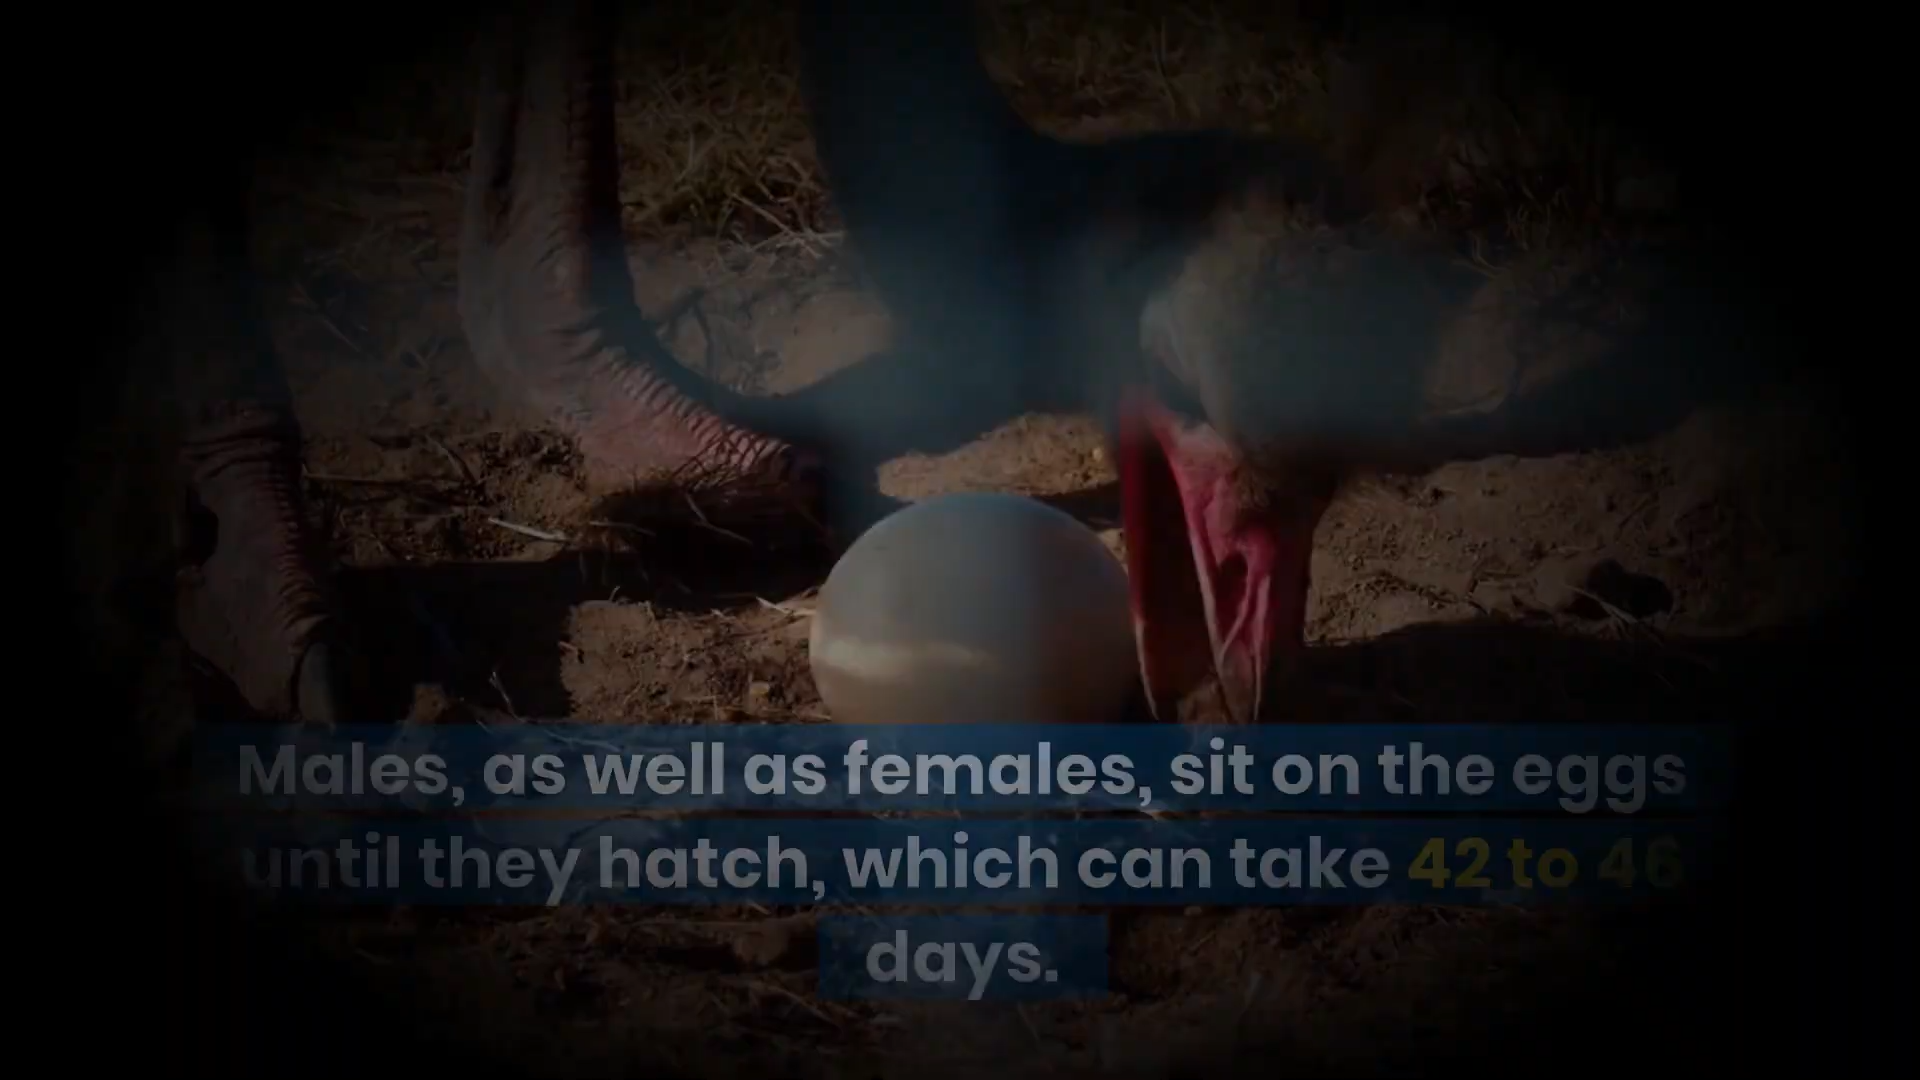 Males, as well as females, sit on the eggs
until they hatch, which can take 42 to 46
days.